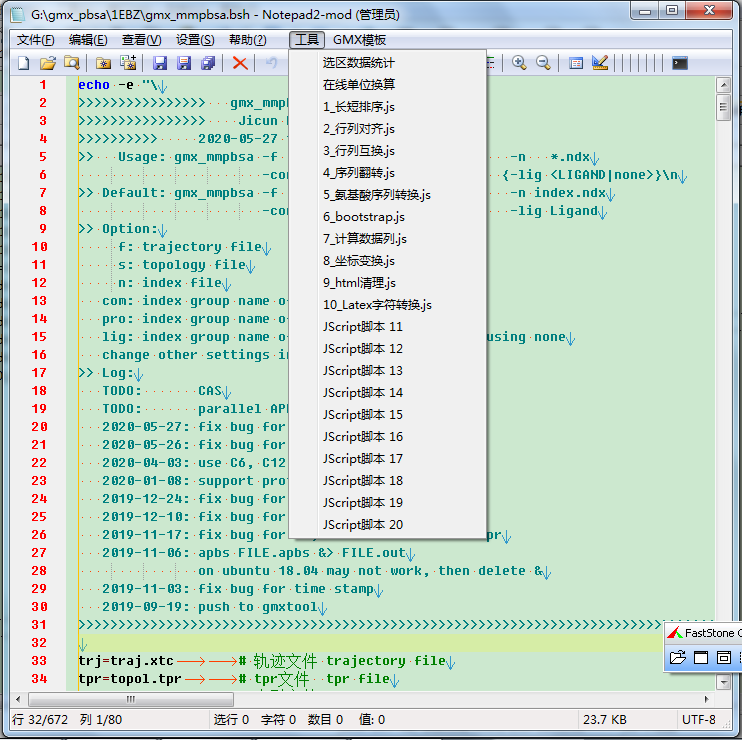 G:\gmx_pbsa\1EBZ\gmx_mmpbsa.bsh - Notepad2-mod (管理员)
文件(F) 编辑(E) 查看(V) 设置(S) 帮助(?) 工具 GMX模板
选区数据统计
在线单位换算
1_长短排序.js
2_行列对齐.js
3_行列互换.js
4_序列翻转.js
5_氨基酸序列转换.js
6_bootstrap.js
7_计算数据列.js
8_坐标变换.js
9_html清理.js
10_Latex字符转换.js
JScript脚本 11
JScript脚本 12
JScript脚本 13
JScript脚本 14
JScript脚本 15
JScript脚本 16
JScript脚本 17
JScript脚本 18
JScript脚本 19
JScript脚本 20
1 echo -e "\
2 >>>>>>>>>>>>>>>> gmx_mmp
3 >>>>>>>>>>>>>>>> Jicun
4 >>>>>>>>>> 2020-05-27
5 >> Usage: gmx_mmpbsa -f -n *.ndx
6 -co {-lig <LIGAND|none>}\n
7 >> Default: gmx_mmpbsa -f -n index.ndx
8 -co -lig Ligand
9 >> Option:
10 f: trajectory file
11 s: topology file
12 n: index file
13 com: index group name o
14 pro: index group name o
15 lig: index group name o using none
16 change other settings i
17 >> Log:
18 TODO: CAS
19 TODO: parallel AP
20 2020-05-27: fix bug for
21 2020-05-26: fix bug for
22 2020-04-03: use C6, C12
23 2020-01-08: support pro
24 2019-12-24: fix bug for
25 2019-12-10: fix bug for
26 2019-11-17: fix bug for pr
27 2019-11-06: apbs FILE.apbs &> FILE.out
28 on ubuntu 18.04 may not work, then delete &
29 2019-11-03: fix bug for time stamp
30 2019-09-19: push to gmxtool
31 >>>>>>>>>>>>>>>>>>>>>>>>>>>>>>>>>>>>>>>>>>>>>>>>>>>>>>>>>>>>>>>>>>>>>>>>>>>>>>>>
32
33 trj=traj.xtc # 轨迹文件 trajectory file
34 tpr=topol.tpr # tpr文件 tpr file
FastStone
行 32/672 列 1/80 选行 0 字符 0 数目 0 值: 0 23.7 KB UTF-8